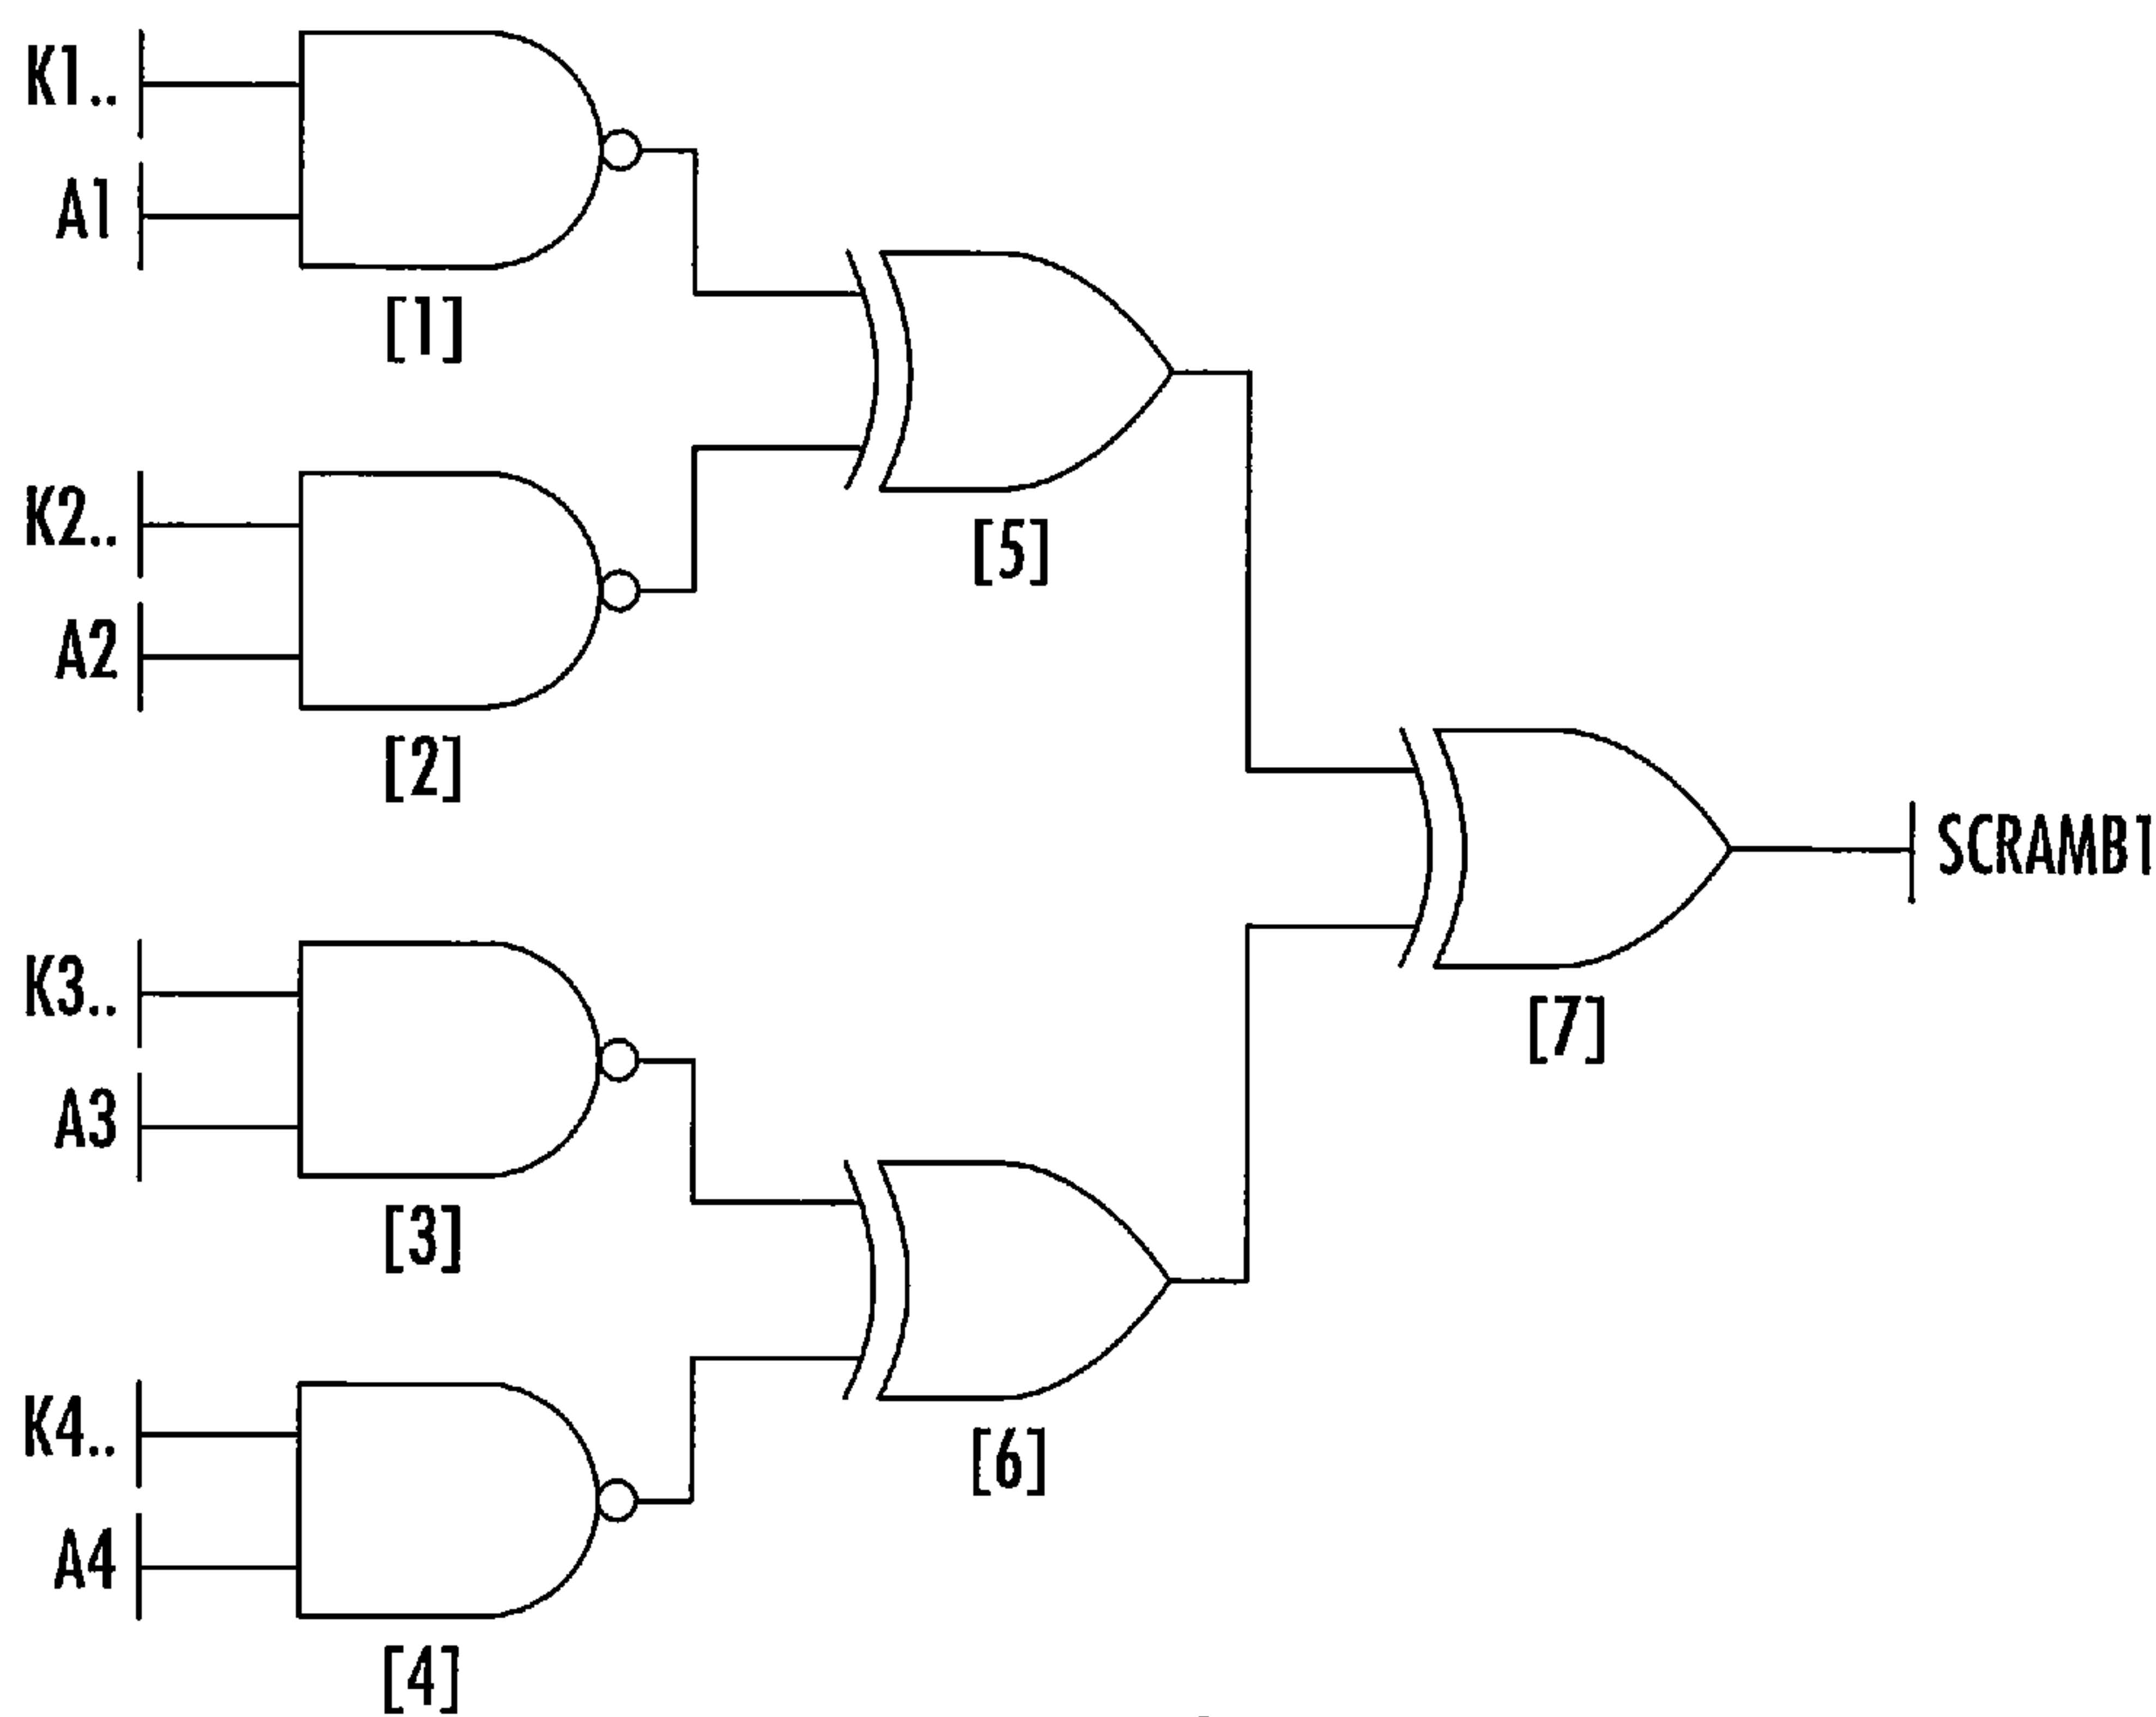 K1..
A1
[1]
K2..
A2
[2]
[5]
K3..
A3
[3]
K4..
A4
[4]
[6]
[7]
SCRAMB1